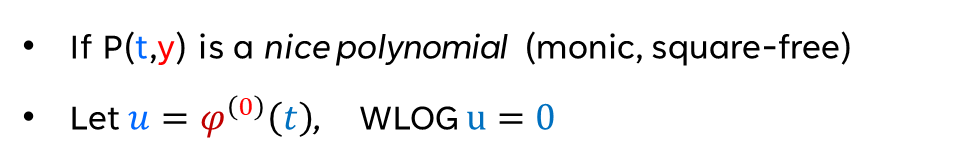 • If P(t,y) is a nice polynomial (monic, square-free)
• Let u = φ⁽⁰⁾(t), WLOG u = 0